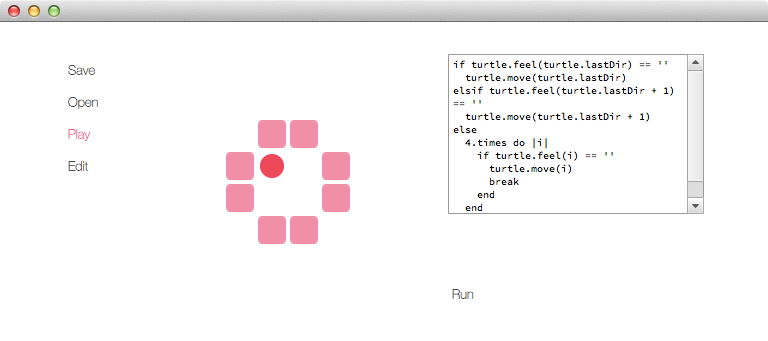 Save
Open
Play
Edit
if turtle.feel(turtle.lastDir) == ''
turtle.move(turtle.lastDir)
elsif turtle.feel(turtle.lastDir + 1)
== ''
turtle.move(turtle.lastDir + 1)
else
4.times do |i|
if turtle.feel(i) == ''
turtle.move(i)
break
end
end
Run